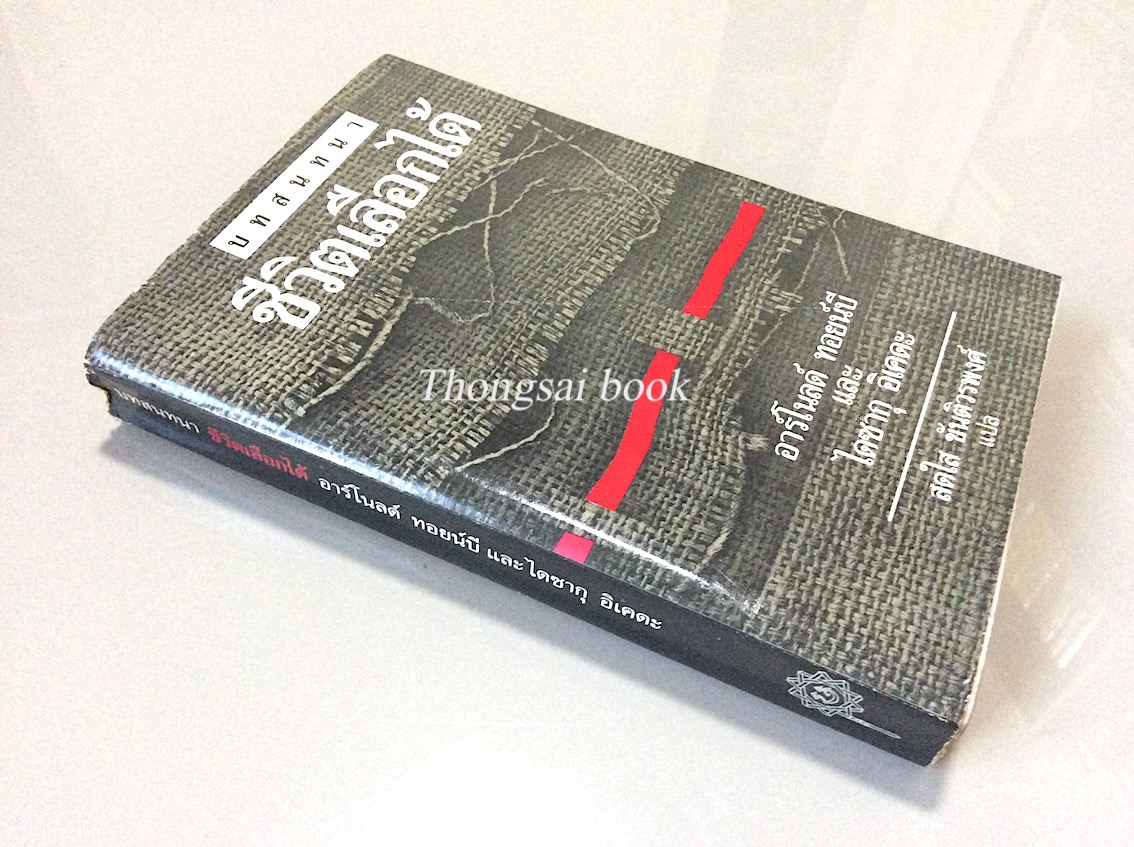 บทสนทนา
ชีวิตเลือกได้
อาร์โนลด์ ทอยน์บี
และ
ไดซากุ อิเคดะ
ลดใส ขันติวรพงศ์
แปล
Thongsai book
บทสนทนา ชีวิตเลือกได้ อาร์โนลด์ ทอยน์บี และไดซากุ อิเคดะ